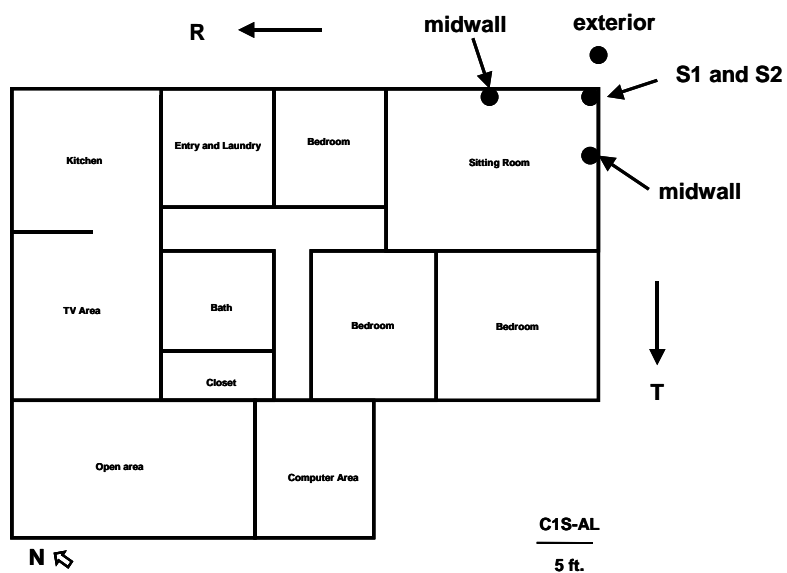 R
midwall
exterior
S1 and S2
Kitchen
Entry and Laundry
Bedroom
Sitting Room
midwall
TV Area
Bath
Bedroom
Bedroom
Closet
T
Open area
Computer Area
C1S-AL
5 ft.
N